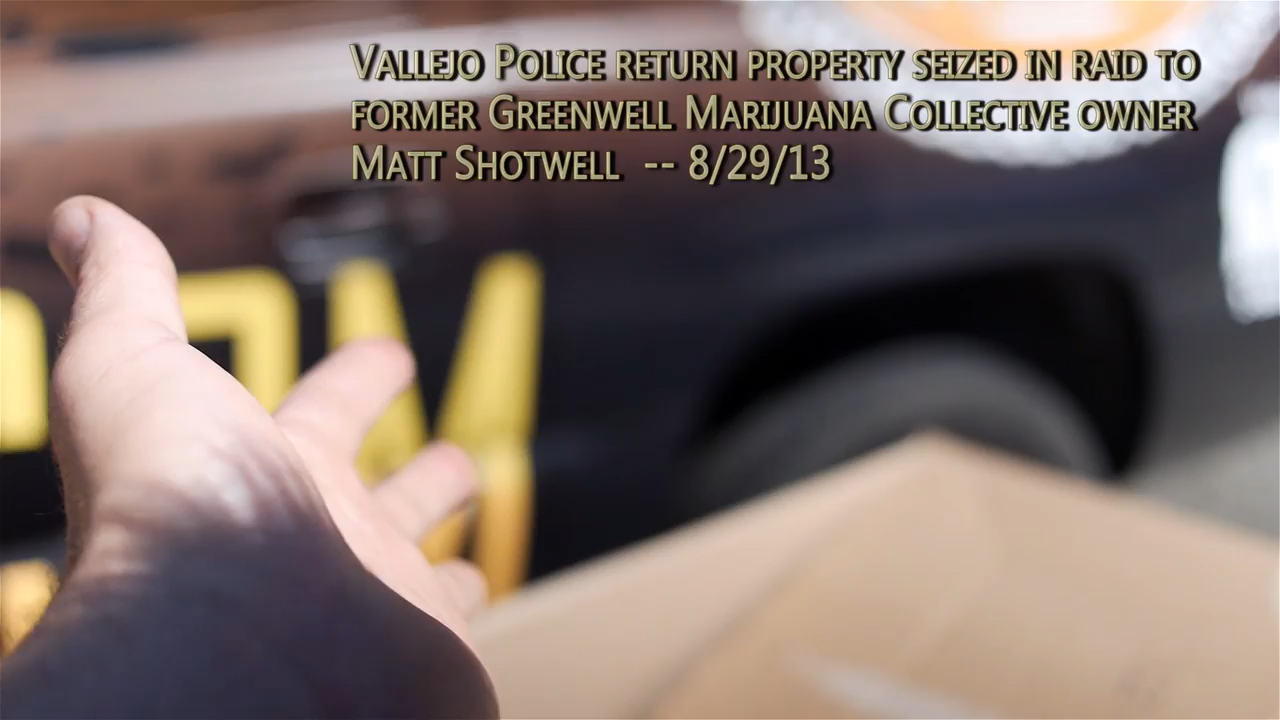 Vallejo Police return property seized in raid to
former Greenwell Marijuana Collective owner
Matt Shotwell -- 8/29/13